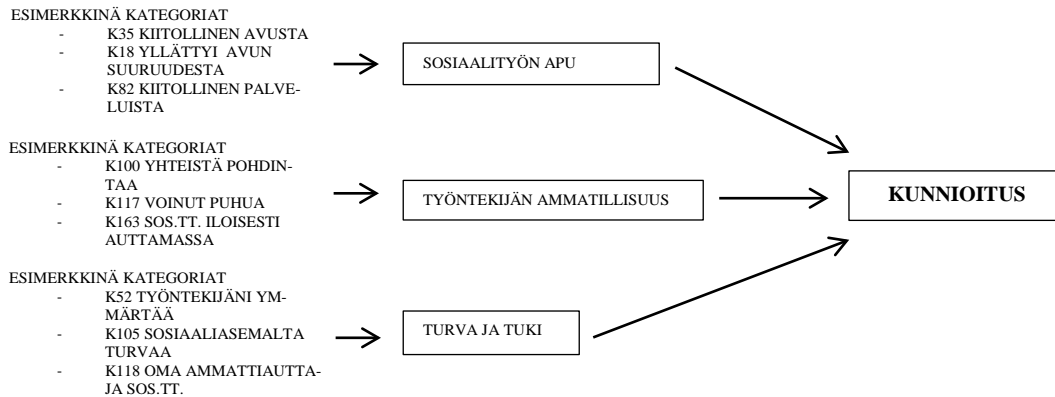 ESIMERKKINÄ KATEGORIAT
- K35 KIITOLLINEN AVUSTA
- K18 YLLÄTTYI AVUN
SUURUUDESTA
- K82 KIITOLLINEN PALVE-
LUISTA
SOSIAALITYÖN APU
ESIMERKKINÄ KATEGORIAT
- K100 YHTEISTÄ POHDIN-
TAA
- K117 VOINUT PUHUA
- K163 SOS.TT. ILOISESTI
AUTTAMASSA
TYÖNTEKIJÄN AMMATILLISUUS
KUNNIOITUS
ESIMERKKINÄ KATEGORIAT
- K52 TYÖNTEKIJÄNI YM-
MÄRTÄÄ
- K105 SOSIAALIASEMALTA
TURVAA
- K118 OMA AMMATTIAUTTA-
JA SOS.TT.
TURVA JA TUKI